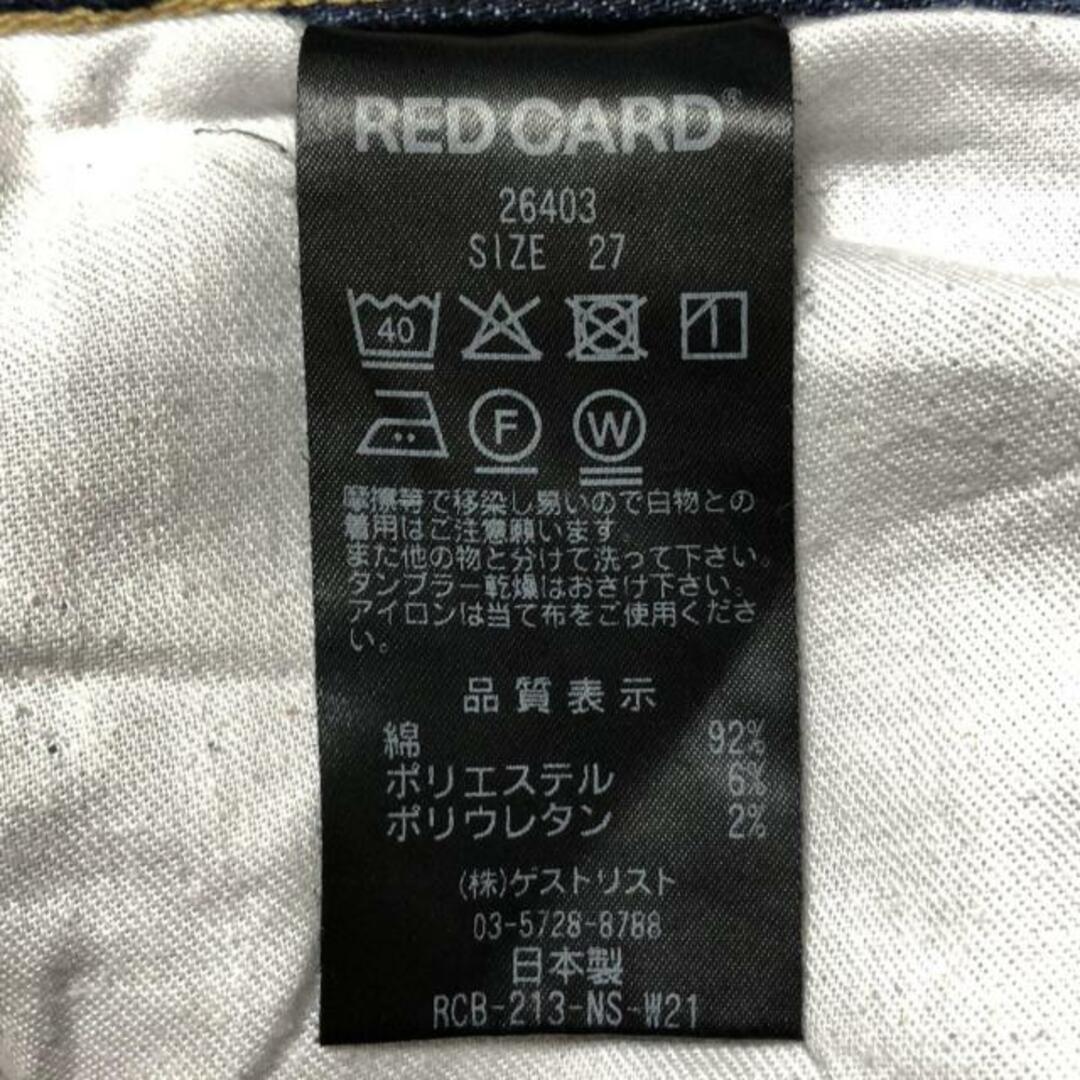 RED CARD®
26403
SIZE 27
40
F W
摩擦等で移染し易いので白物との
着用はご注意願います。
また他の物と分けて洗って下さい。
タンブラー乾燥はおさけ下さい。
アイロンは当て布をご使用くださ
い。
品質表示
綿 92%
ポリエステル 6%
ポリウレタン 2%
(株)ゲストリスト
03-5728-8788
日本製
RCB-213-NS-W21